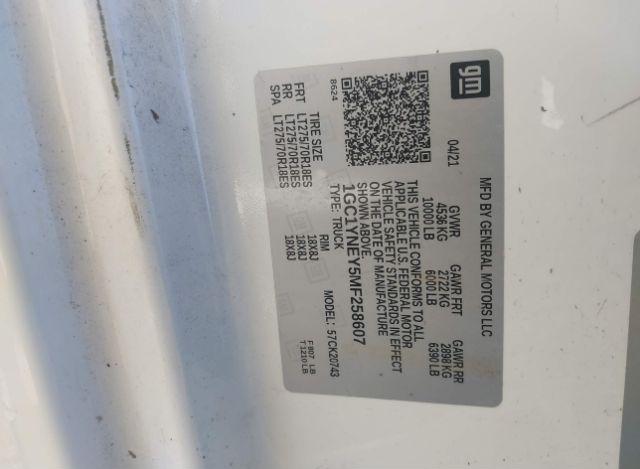 gm
MFD BY GENERAL MOTORS LLC
04/21 GVWR GAWR FRT GAWR RR
4536 KG 2722 KG 2898 KG
10000 LB 6000 LB 6390 LB
THIS VEHICLE CONFORMS TO ALL
APPLICABLE U.S. FEDERAL MOTOR
VEHICLE SAFETY STANDARDS IN EFFECT
ON THE DATE OF MANUFACTURE
SHOWN ABOVE.
1GC1YNEY5MF258607
TYPE: TRUCK MODEL: 57CK20743
8624
TIRE SIZE RIM
FRT LT275/70R18ES 18X8J
RR LT275/70R18ES 18X8J
SPA LT275/70R18ES 18X8J
F 807 LB
T 1210 LB